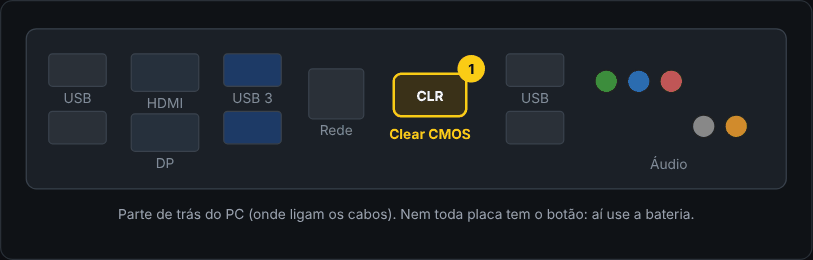 USB
HDMI
DP
USB 3
Rede
1
CLR
Clear CMOS
USB
Áudio
Parte de trás do PC (onde ligam os cabos). Nem toda placa tem o botão: aí use a bateria.